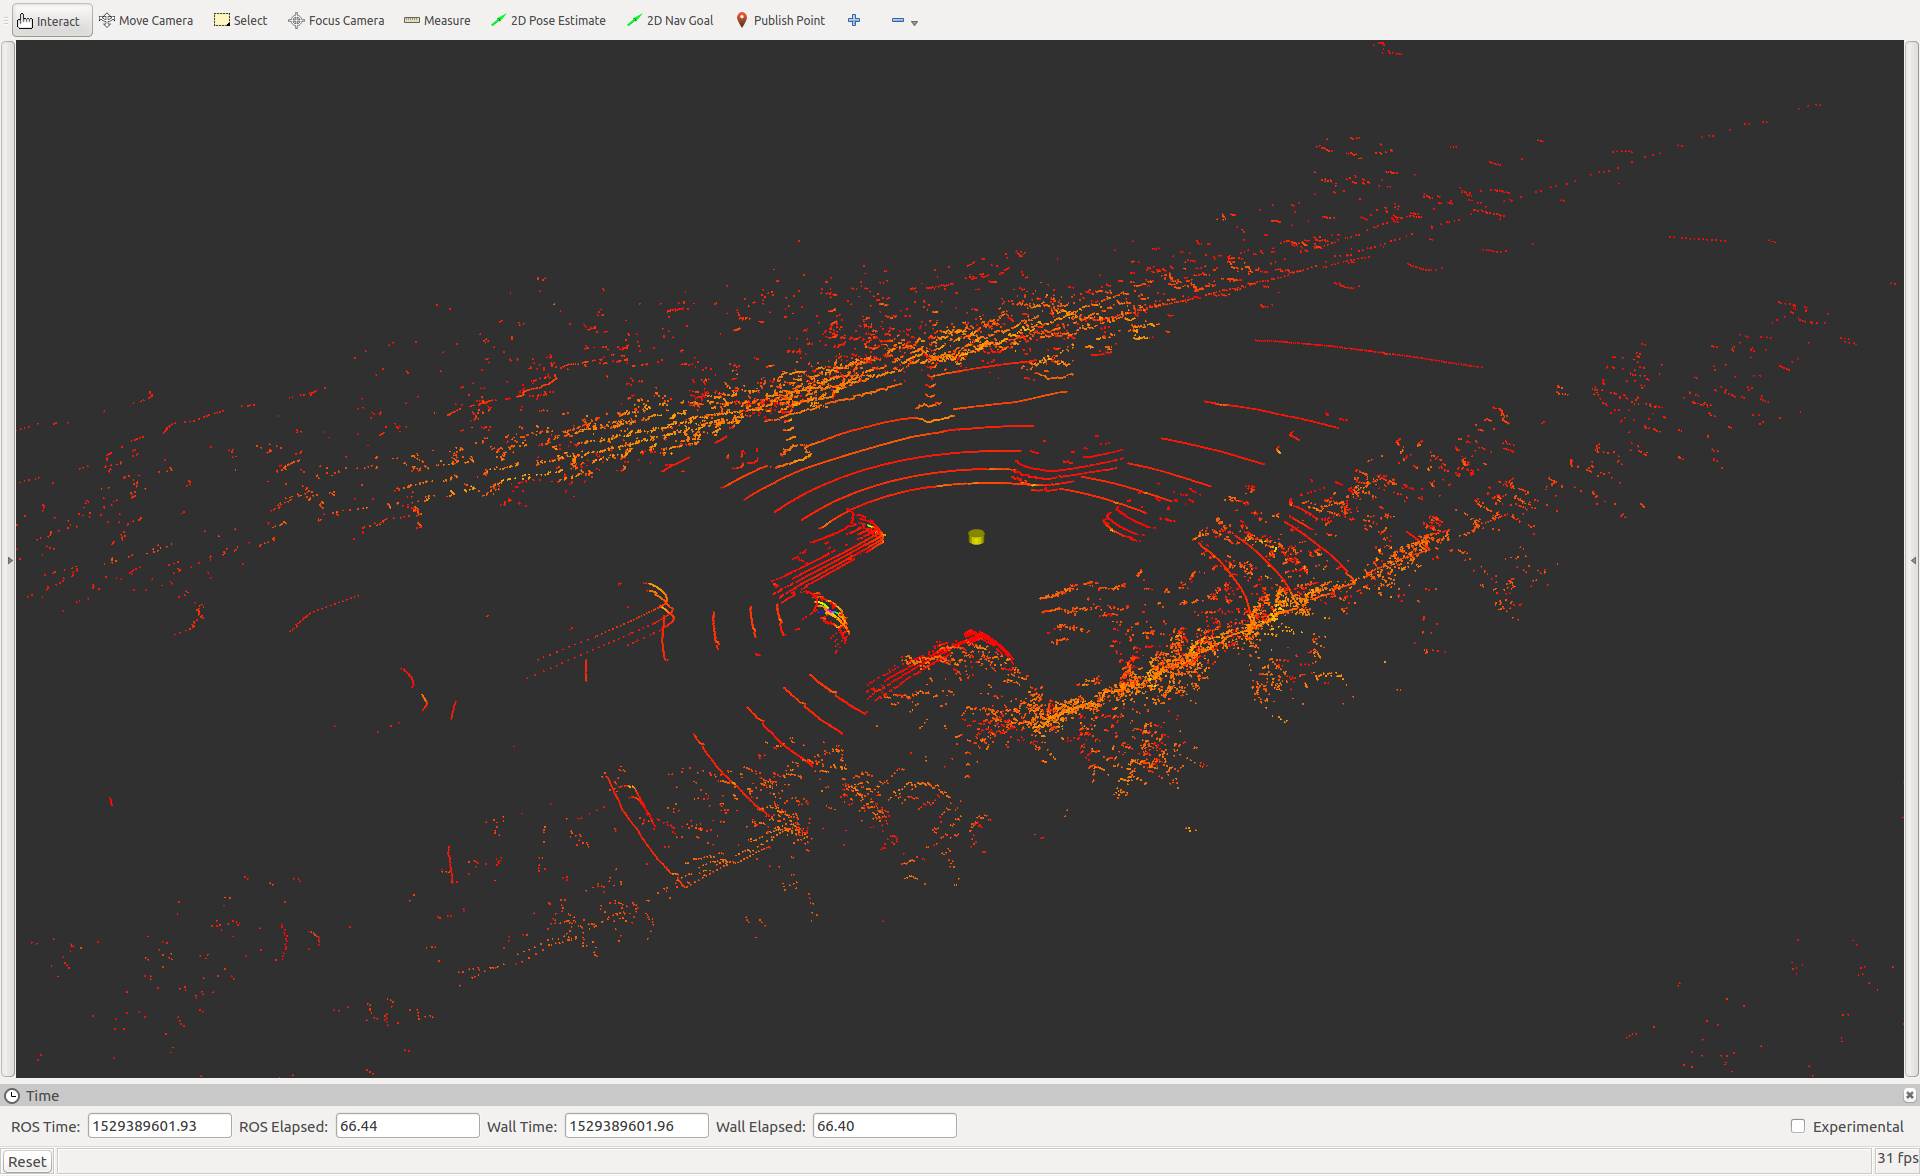 Interact Move Camera Select Focus Camera Measure 2D Pose Estimate 2D Nav Goal Publish Point
Time
ROS Time: 1529389601.93 ROS Elapsed: 66.44 Wall Time: 1529389601.96 Wall Elapsed: 66.40 Experimental
Reset 31 fps